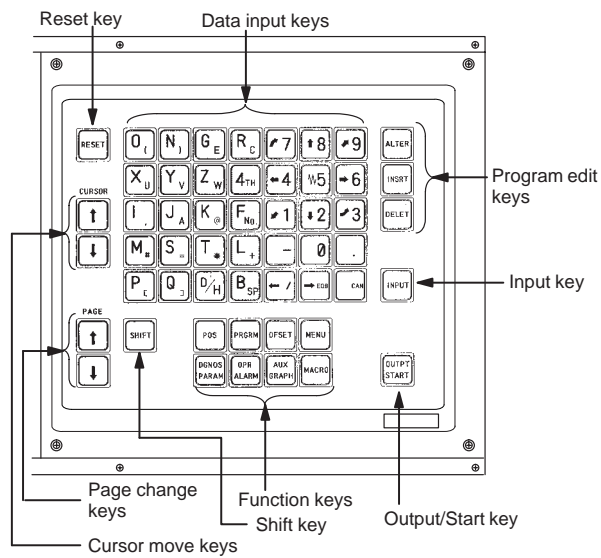 Reset key
Data input keys
RESET
O ( N ) G E R C 7 8 9
ALTER
X U Y V Z W 4TH 4 5 6
INSRT
Program edit
keys
CURSOR
I , J A K @ F No. 1 2 3
DELET
M # S = T * L + - 0 .
P [ Q ] D/H B SP / EOB CAN
INPUT
Input key
PAGE
SHIFT
POS PRGRM OFSET MENU
DGNOS
PARAM
OPR
ALARM
AUX
GRAPH
MACRO
OUTPT
START
Page change
keys
Function keys
Shift key
Output/Start key
Cursor move keys